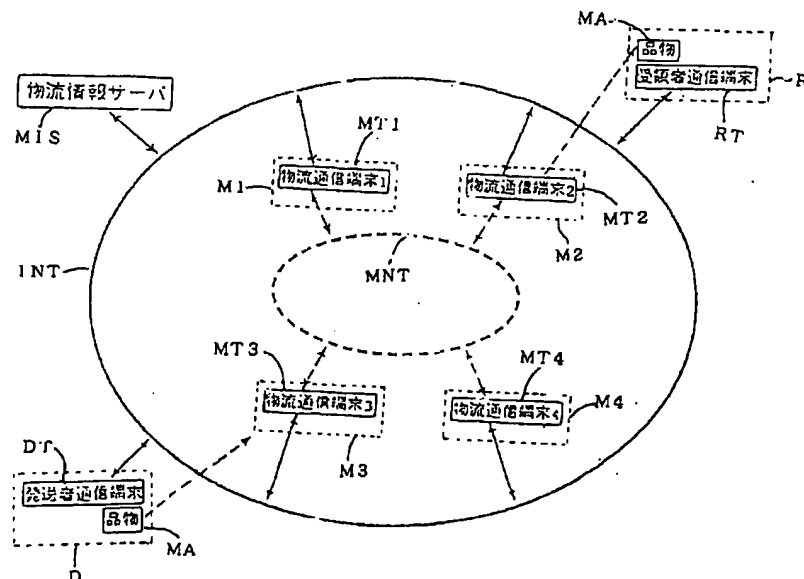 MA
品物
受領者通信端末
R
RT
物流情報サーバ
MIS
MT1
M1
物流通信端末1
物流通信端末2
MT2
M2
INT
MNT
MT3
MT4
物流通信端末3
物流通信端末4
M4
M3
DT
発送者通信端末
品物
MA
D